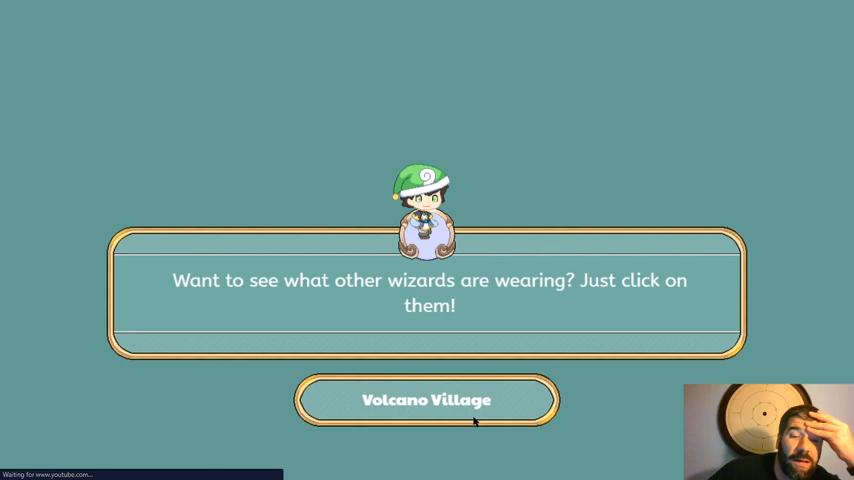 Want to see what other wizards are wearing? Just click on
them!
Volcano Village
Waiting for www.youtube.com...